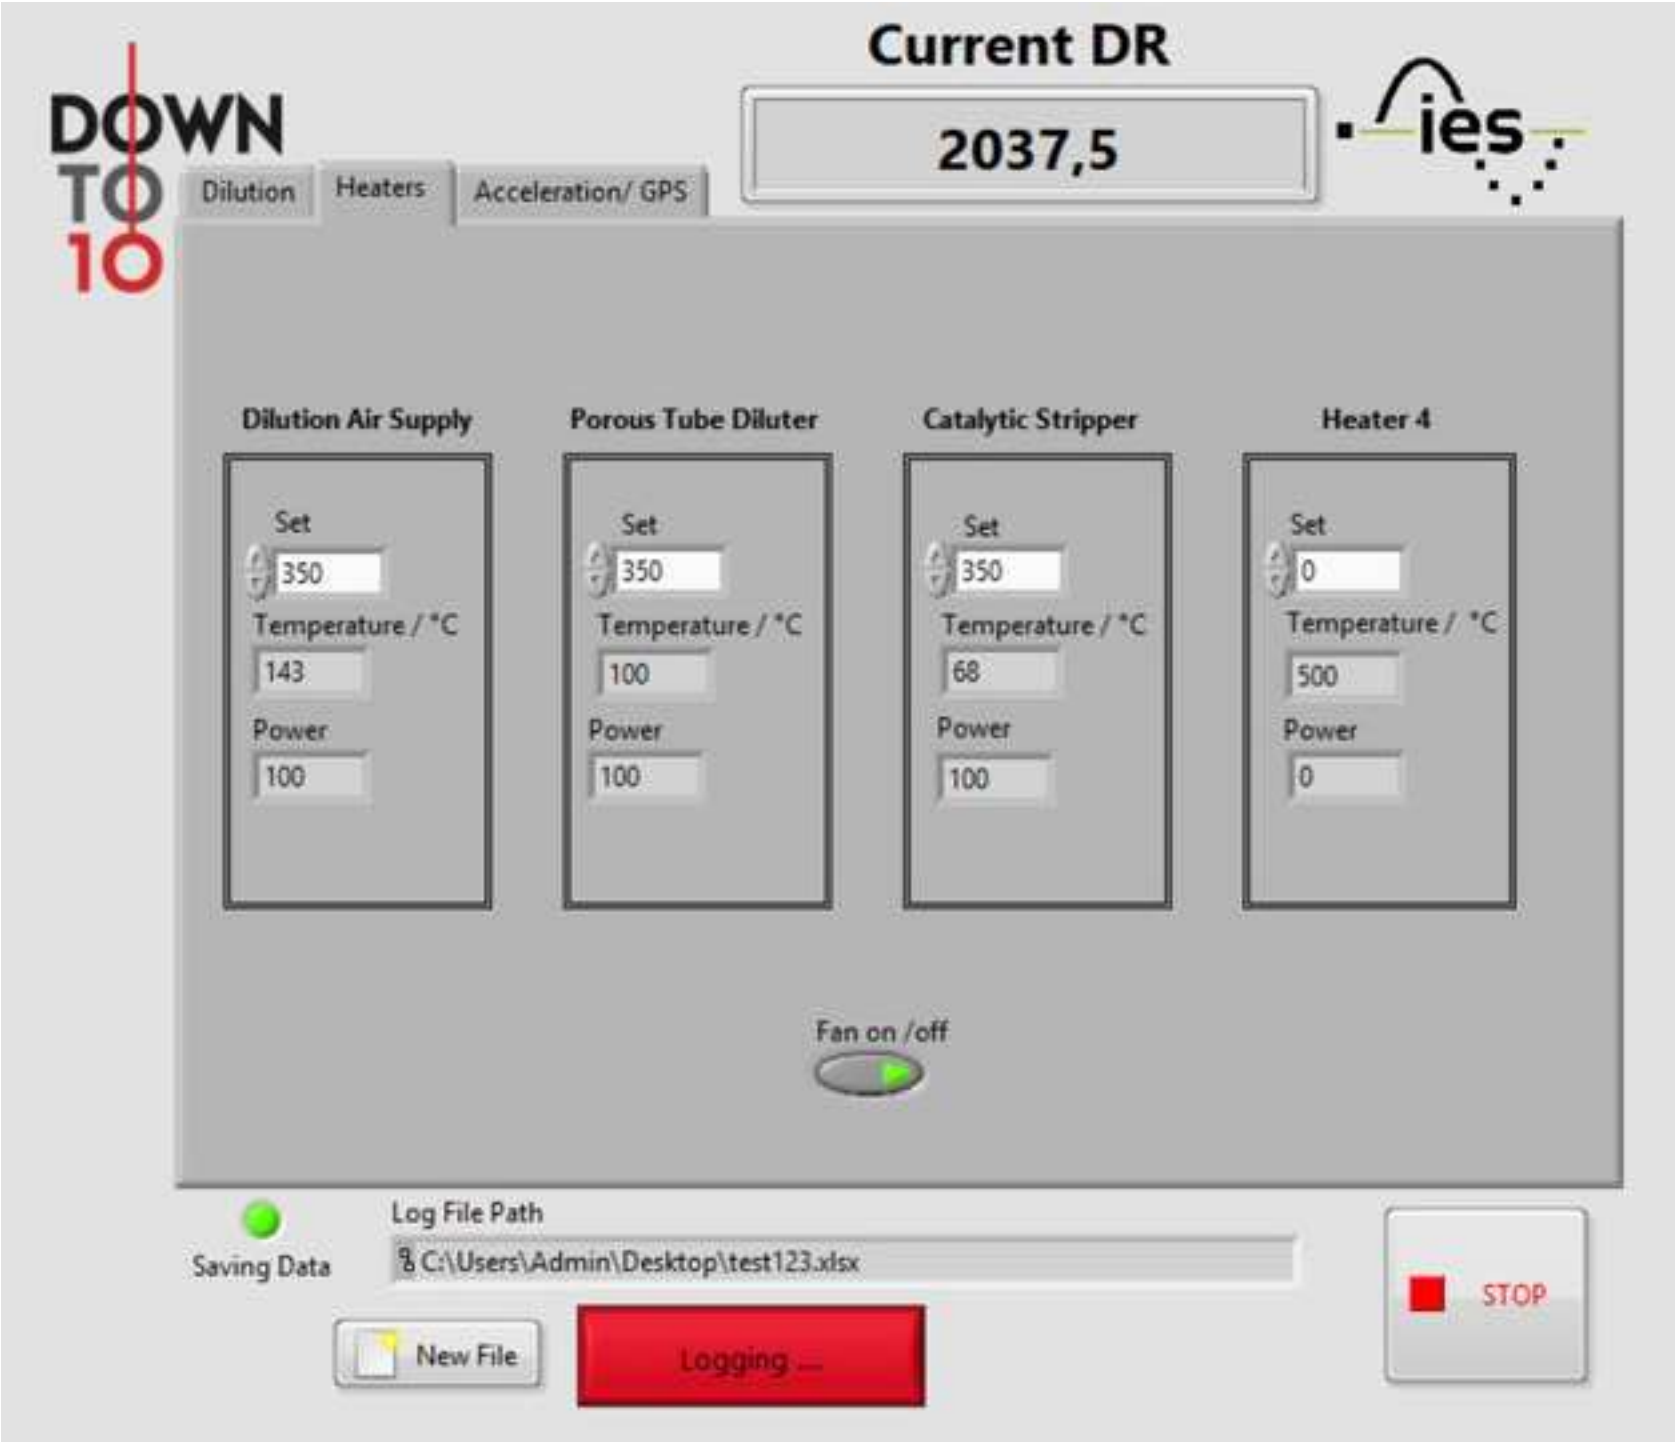 Current DR
DOWN
TO
10
2037,5
ies
Dilution
Heaters
Acceleration/ GPS
Dilution Air Supply
Porous Tube Diluter
Catalytic Stripper
Heater 4
Set
350
Temperature / °C
143
Power
100
Set
350
Temperature / °C
100
Power
100
Set
350
Temperature / °C
68
Power
100
Set
0
Temperature / °C
500
Power
0
Fan on /off
Saving Data
Log File Path
C:\Users\Admin\Desktop\test123.xlsx
New File
Logging ...
STOP